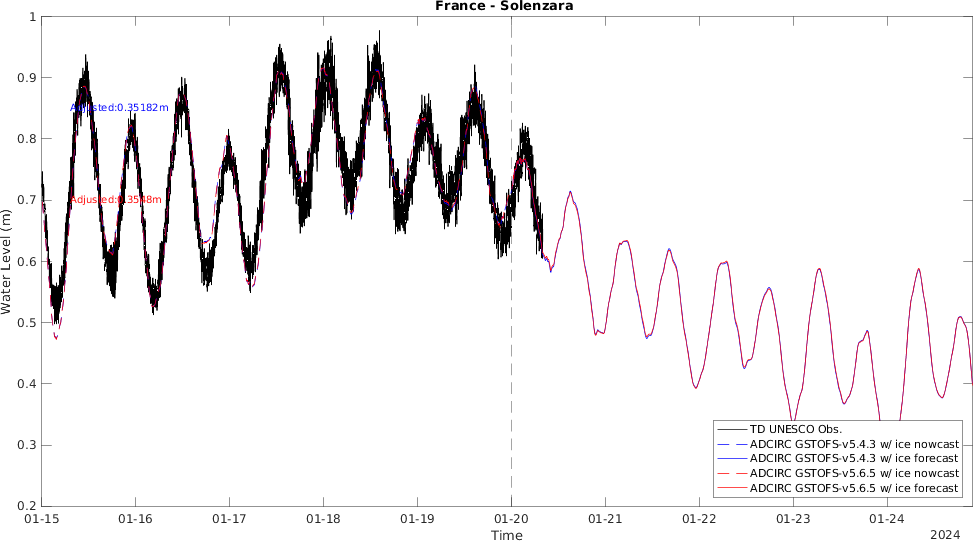 France - Solenzara
1
0.9
0.8
0.7
0.6
0.5
0.4
0.3
0.2
Water Level (m)
Adjusted:0.35182m
Adjusted:0.3548m
TD UNESCO Obs.
ADCIRC GSTOFS-v5.4.3 w/ ice nowcast
ADCIRC GSTOFS-v5.4.3 w/ ice forecast
ADCIRC GSTOFS-v5.6.5 w/ ice nowcast
ADCIRC GSTOFS-v5.6.5 w/ ice forecast
01-15 01-16 01-17 01-18 01-19 01-20 01-21 01-22 01-23 01-24
Time
2024